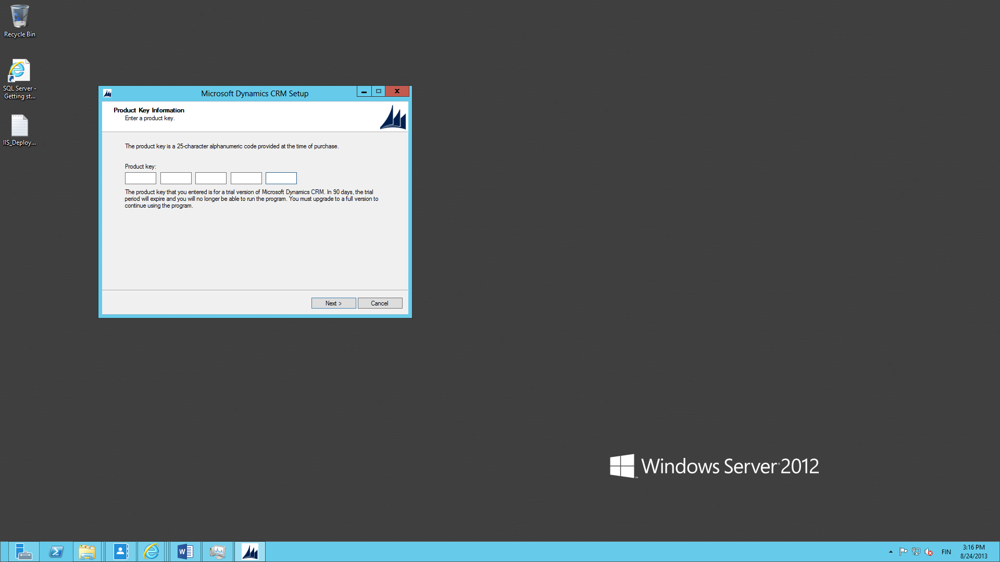 Recycle Bin
SQL Server -
Getting st...
IIS_Deploy...
Microsoft Dynamics CRM Setup
Product Key Information
Enter a product key.
The product key is a 25-character alphanumeric code provided at the time of purchase.
Product key:
The product key that you entered is for a trial version of Microsoft Dynamics CRM. In 90 days, the trial
period will expire and you will no longer be able to run the program. You must upgrade to a full version to
continue using the program.
Next >
Cancel
Windows Server 2012
FIN
3:16 PM
8/24/2013